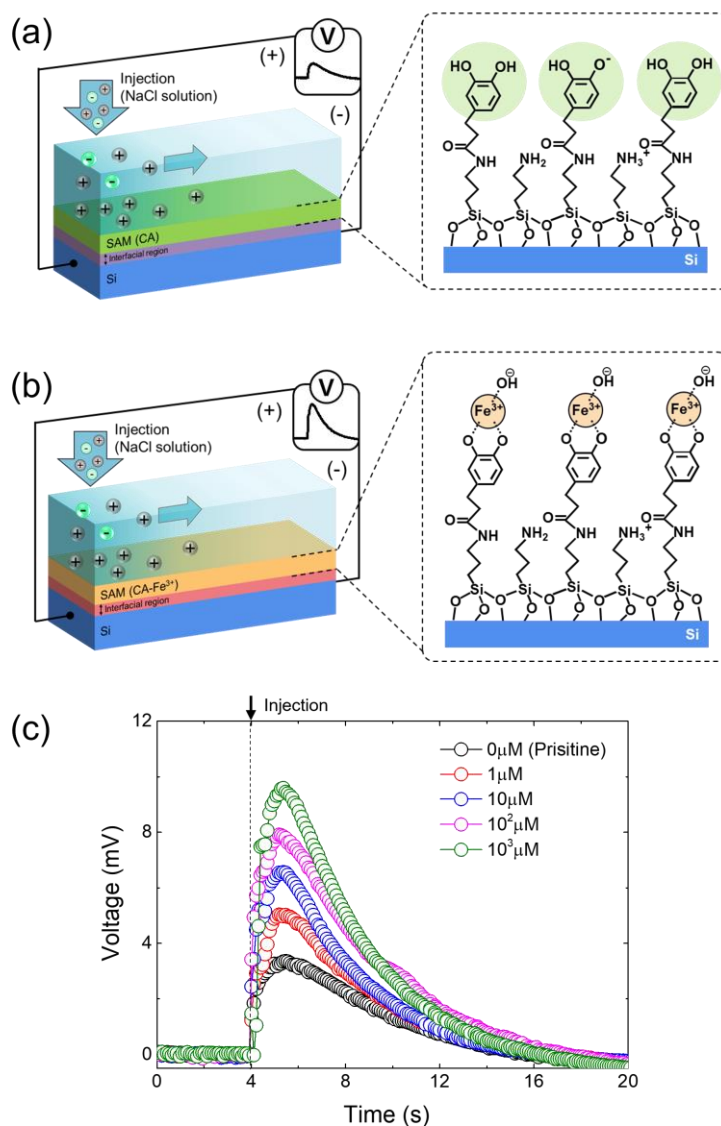 (a)
(+)
V
(-)
Injection
(NaCl solution)
SAM (CA)
Interfacial region
Si
HO OH HO O⁻ HO OH
O NH NH₂ O NH NH₃⁺ O NH
Si Si Si Si Si
O O O O O O O O O O
Si
(b)
(+)
V
(-)
Injection
(NaCl solution)
SAM (CA-Fe³⁺)
Interfacial region
Si
OH⊖ OH⊖ OH⊖
Fe³⁺ Fe³⁺ Fe³⁺
O O O O O O
O NH NH₂ O NH NH₃⁺ O NH
Si Si Si Si Si
O O O O O O O O O O
Si
(c)
Injection
12
8
4
0
Voltage (mV)
0μM (Prisitine)
1μM
10μM
10²μM
10³μM
0 4 8 12 16 20
Time (s)